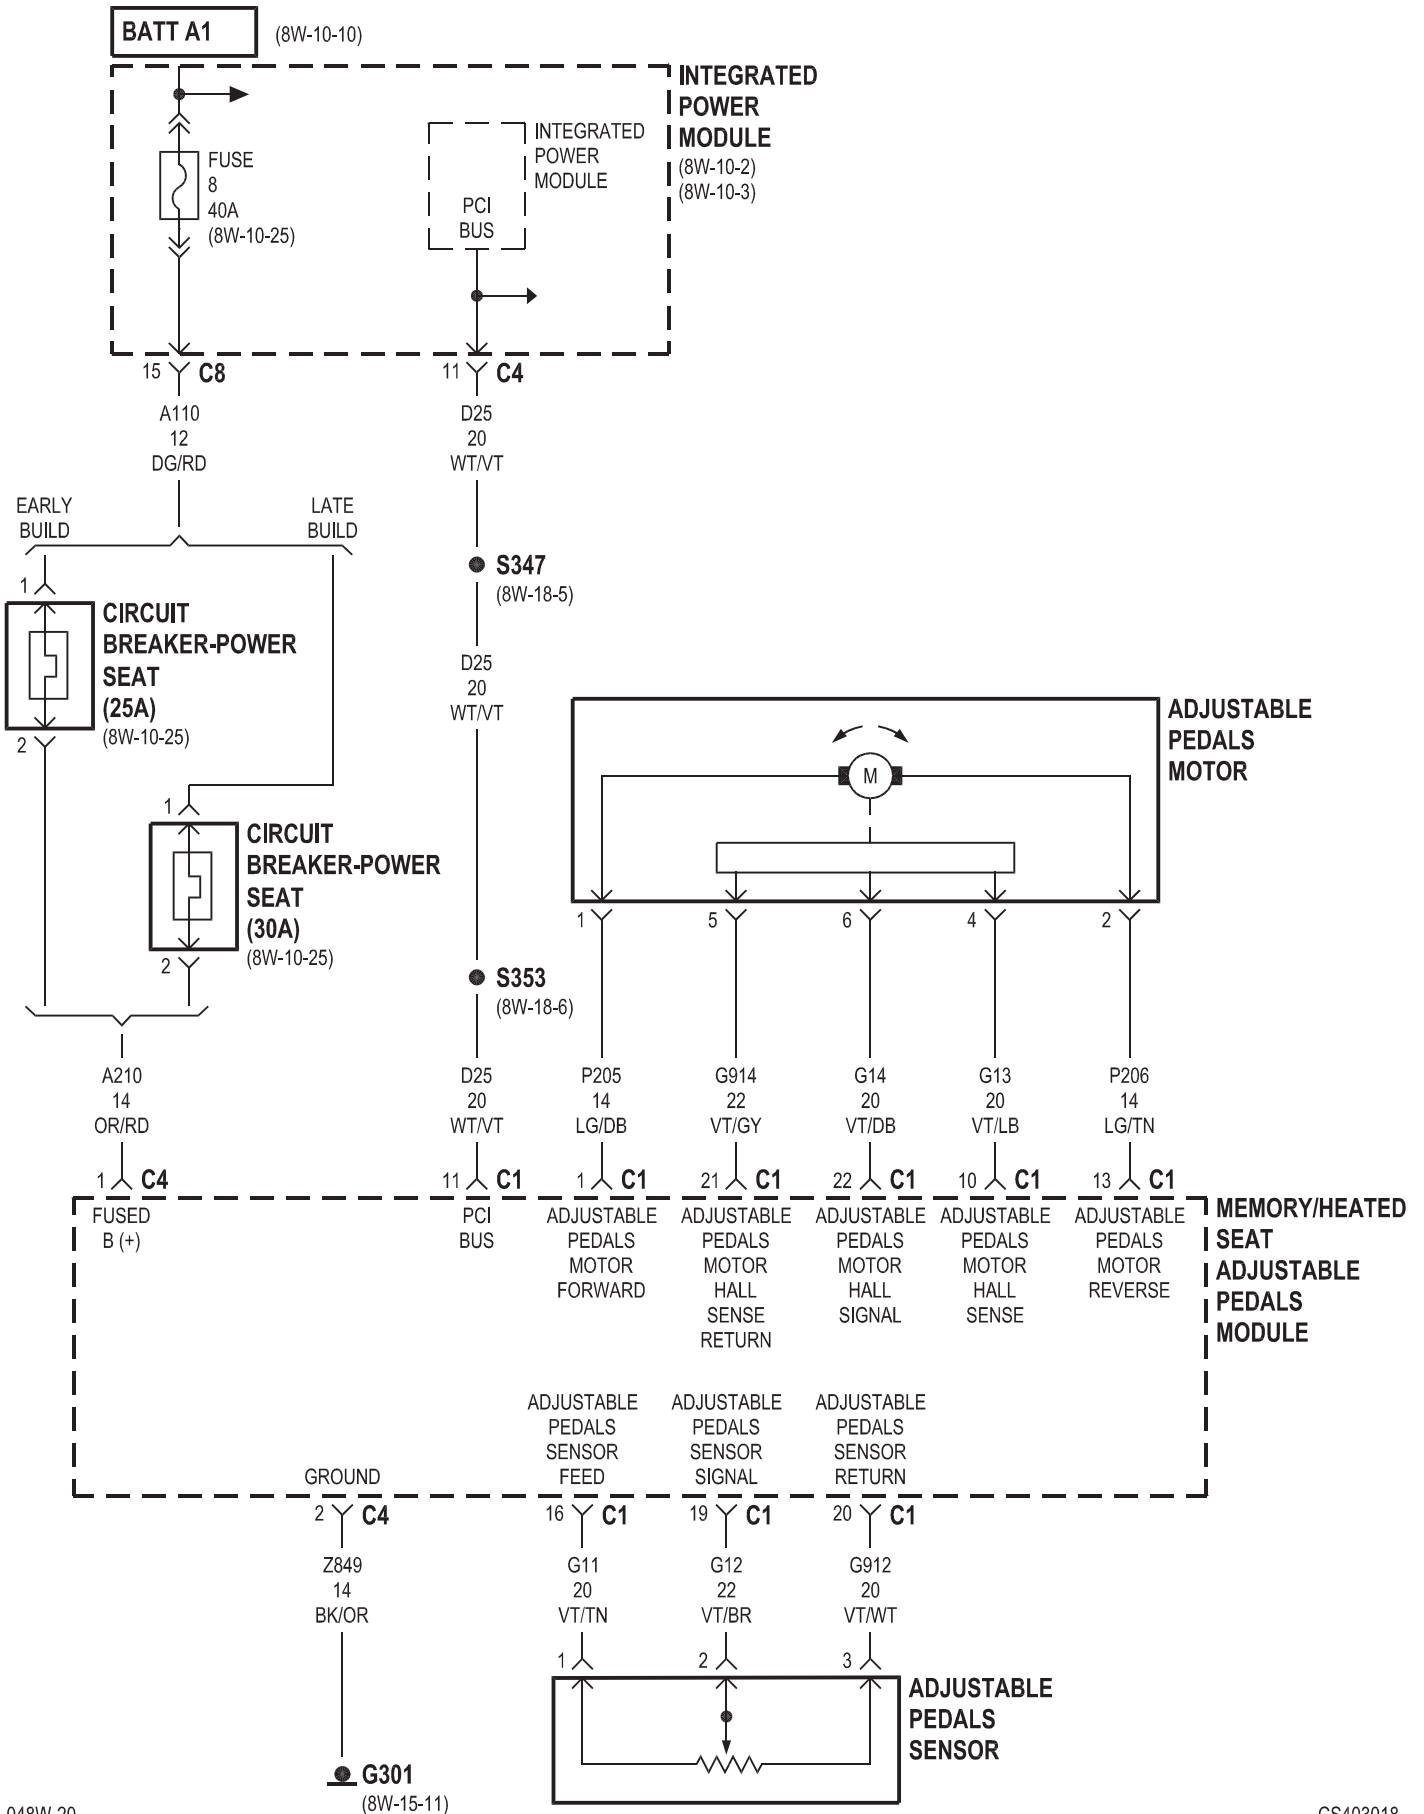 BATT A1 (8W-10-10)
INTEGRATED
POWER
MODULE
(8W-10-2)
(8W-10-3)
FUSE
8
40A
(8W-10-25)
INTEGRATED
POWER
MODULE
PCI
BUS
15 C8
11 C4
A110
12
DG/RD
D25
20
WT/VT
EARLY
BUILD
LATE
BUILD
S347
(8W-18-5)
1
CIRCUIT
BREAKER-POWER
SEAT
(25A)
(8W-10-25)
2
D25
20
WT/VT
1
CIRCUIT
BREAKER-POWER
SEAT
(30A)
(8W-10-25)
2
ADJUSTABLE
PEDALS
MOTOR
M
1 5 6 4 2
S353
(8W-18-6)
A210
14
OR/RD
D25
20
WT/VT
P205
14
LG/DB
G914
22
VT/GY
G14
20
VT/DB
G13
20
VT/LB
P206
14
LG/TN
1 C4
11 C1
1 C1
21 C1
22 C1
10 C1
13 C1
MEMORY/HEATED
SEAT
ADJUSTABLE
PEDALS
MODULE
FUSED
B (+)
PCI
BUS
ADJUSTABLE
PEDALS
MOTOR
FORWARD
ADJUSTABLE
PEDALS
MOTOR
HALL
SENSE
RETURN
ADJUSTABLE
PEDALS
MOTOR
HALL
SIGNAL
ADJUSTABLE
PEDALS
MOTOR
HALL
SENSE
ADJUSTABLE
PEDALS
MOTOR
REVERSE
GROUND
ADJUSTABLE
PEDALS
SENSOR
FEED
ADJUSTABLE
PEDALS
SENSOR
SIGNAL
ADJUSTABLE
PEDALS
SENSOR
RETURN
2 C4
16 C1
19 C1
20 C1
Z849
14
BK/OR
G11
20
VT/TN
G12
22
VT/BR
G912
20
VT/WT
1 2 3
ADJUSTABLE
PEDALS
SENSOR
G301
(8W-15-11)
048W-20
GS403018